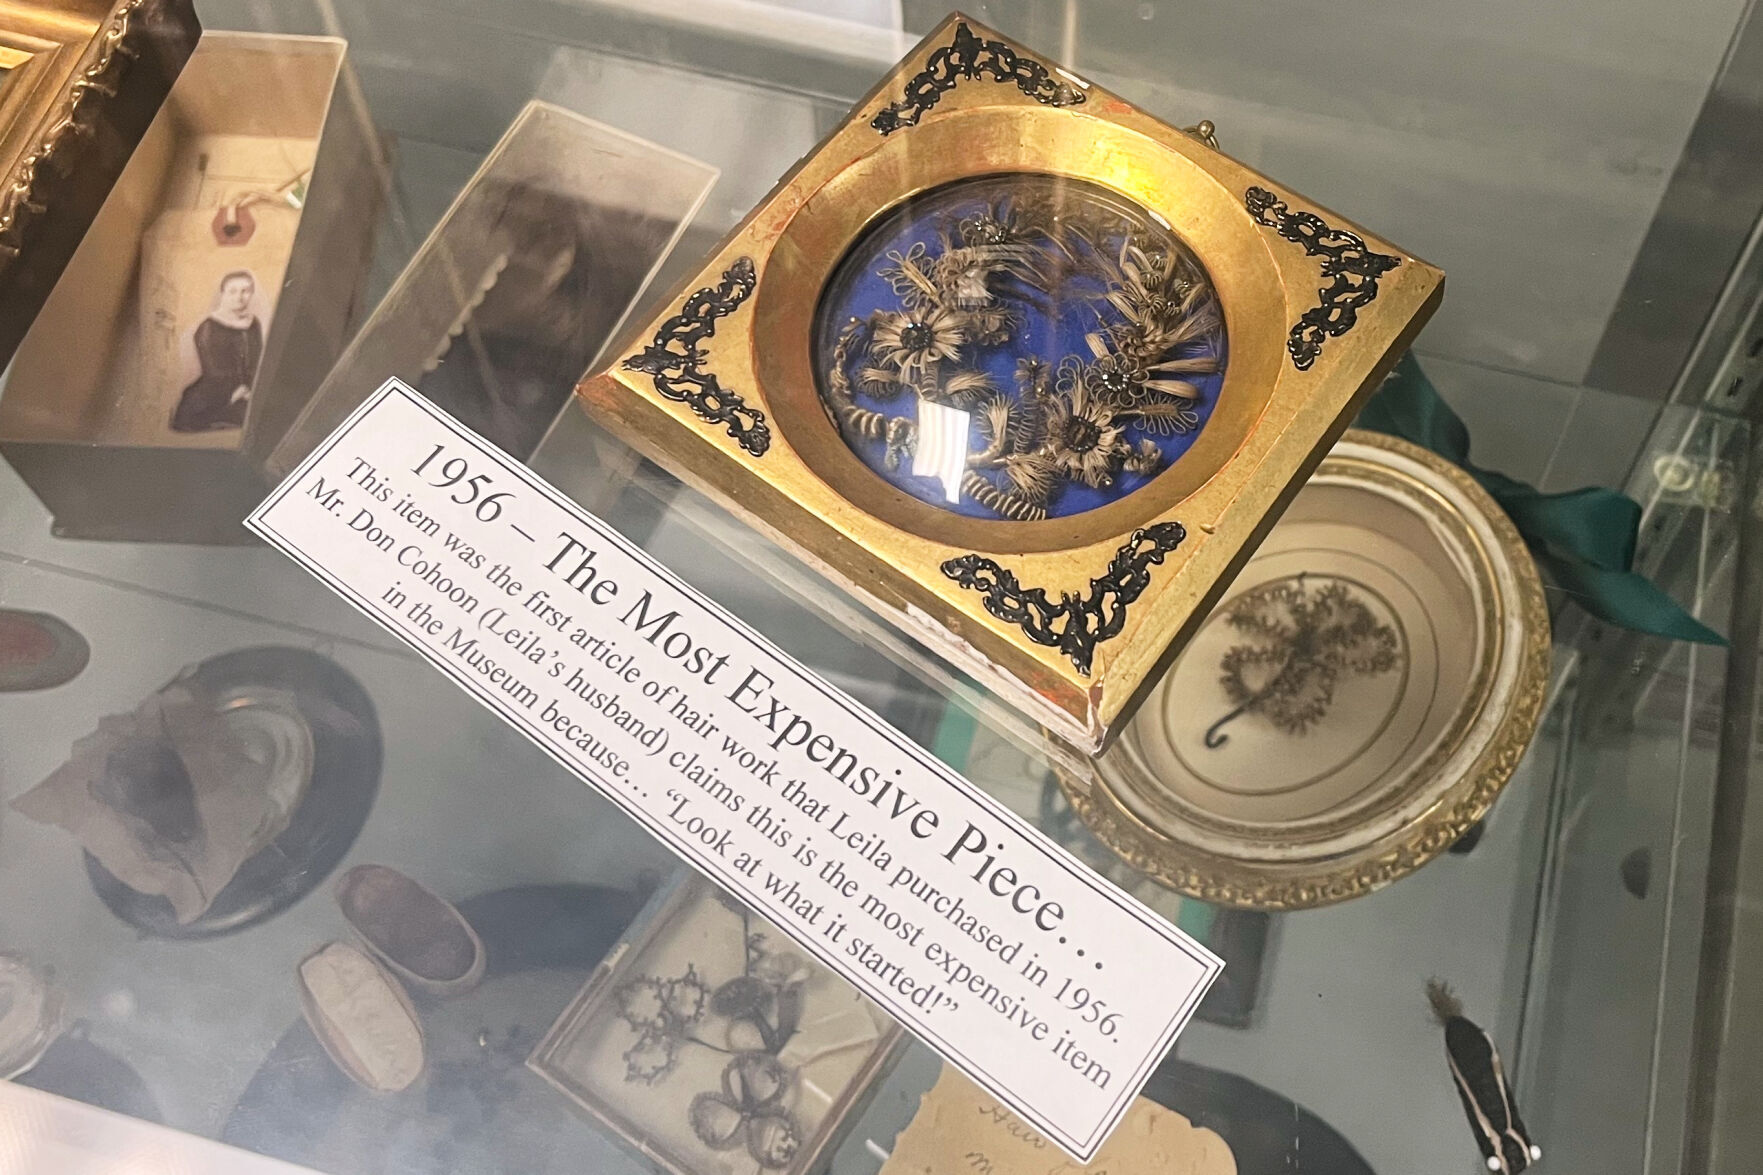 1956 – The Most Expensive Piece…
This item was the first article of hair work that Leila purchased in 1956.
Mr. Don Cohoon (Leila's husband) claims this is the most expensive item
in the Museum because… "Look at what it started!"
Hair